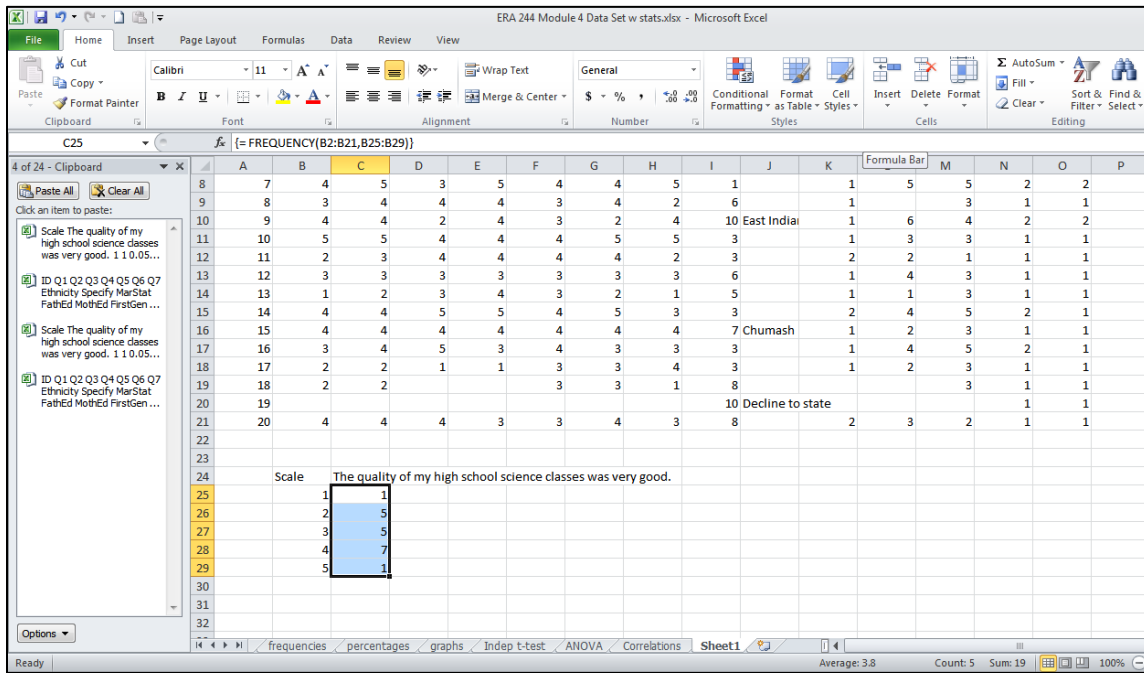 ERA 244 Module 4 Data Set w stats.xlsx - Microsoft Excel
File Home Insert Page Layout Formulas Data Review View
Paste Cut Copy Format Painter Clipboard
Calibri 11 A A B I U A Font
Wrap Text Merge & Center Alignment
General $ % , .0 .00 .00 .0 Number
Conditional Formatting Format as Table Cell Styles Styles
Insert Delete Format Cells
Σ AutoSum Fill Clear Sort & Filter Find & Select Editing
C25 fx {= FREQUENCY(B2:B21,B25:B29)}
Formula Bar
4 of 24 - Clipboard
Paste All Clear All
Click an item to paste:
Scale The quality of my
high school science classes
was very good. 1 1 0.05...
ID Q1 Q2 Q3 Q4 Q5 Q6 Q7
Ethnicity Specify MarStat
FathEd MothEd FirstGen ...
Scale The quality of my
high school science classes
was very good. 1 1 0.05...
ID Q1 Q2 Q3 Q4 Q5 Q6 Q7
Ethnicity Specify MarStat
FathEd MothEd FirstGen ...
Options
A B C D E F G H I J K M N O P
8 7 4 5 3 5 4 4 5 1 1 5 5 2 2
9 8 3 4 4 4 3 4 2 6 1 3 1 1
10 9 4 4 2 4 3 2 4 10 East Indian 1 6 4 2 2
11 10 5 5 4 4 4 5 5 3 1 3 3 1 1
12 11 2 3 4 4 4 4 2 3 2 2 1 1 1
13 12 3 3 3 3 3 3 3 6 1 4 3 1 1
14 13 1 2 3 4 3 2 1 5 1 1 3 1 1
15 14 4 4 5 5 4 5 3 3 2 4 5 2 1
16 15 4 4 4 4 4 4 4 7 Chumash 1 2 3 1 1
17 16 3 4 5 3 4 3 3 3 1 4 5 2 1
18 17 2 2 1 1 3 3 4 3 1 2 3 1 1
19 18 2 2 3 3 1 8 3 1 1
20 19 10 Decline to state 1 1
21 20 4 4 4 3 3 4 3 8 2 3 2 1 1
22
23
24 Scale The quality of my high school science classes was very good.
25 1 1
26 2 5
27 3 5
28 4 7
29 5 1
30
31
32
frequencies percentages graphs Indep t-test ANOVA Correlations Sheet1
Ready Average: 3.8 Count: 5 Sum: 19 100%